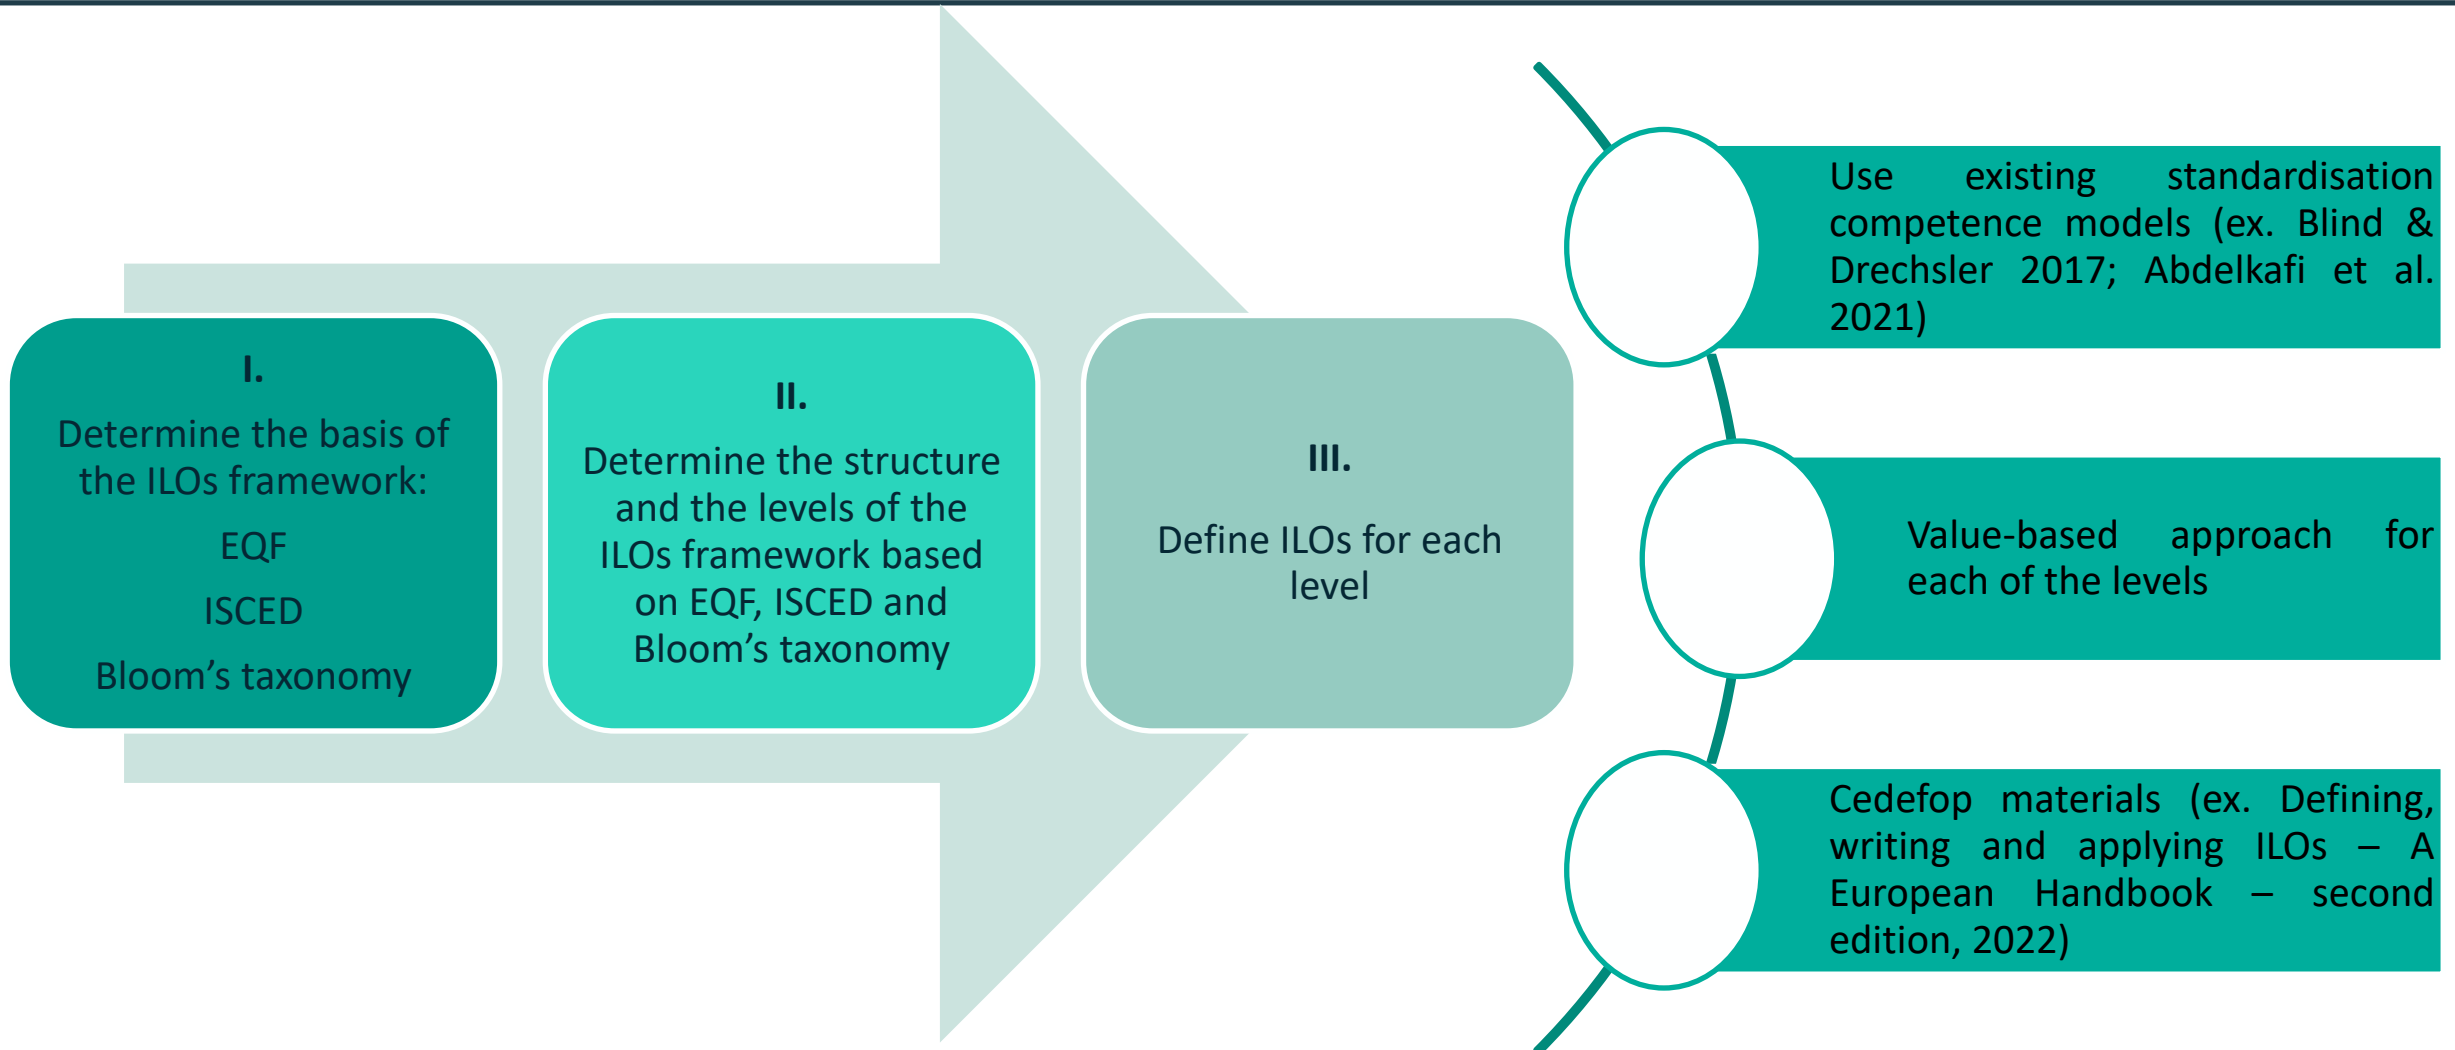 I.
Determine the basis of
the ILOs framework:
EQF
ISCED
Bloom’s taxonomy
II.
Determine the structure
and the levels of the
ILOs framework based
on EQF, ISCED and
Bloom’s taxonomy
III.
Define ILOs for each
level
Use existing standardisation
competence models (ex. Blind &
Drechsler 2017; Abdelkafi et al.
2021)
Value-based approach for
each of the levels
Cedefop materials (ex. Defining,
writing and applying ILOs – A
European Handbook – second
edition, 2022)